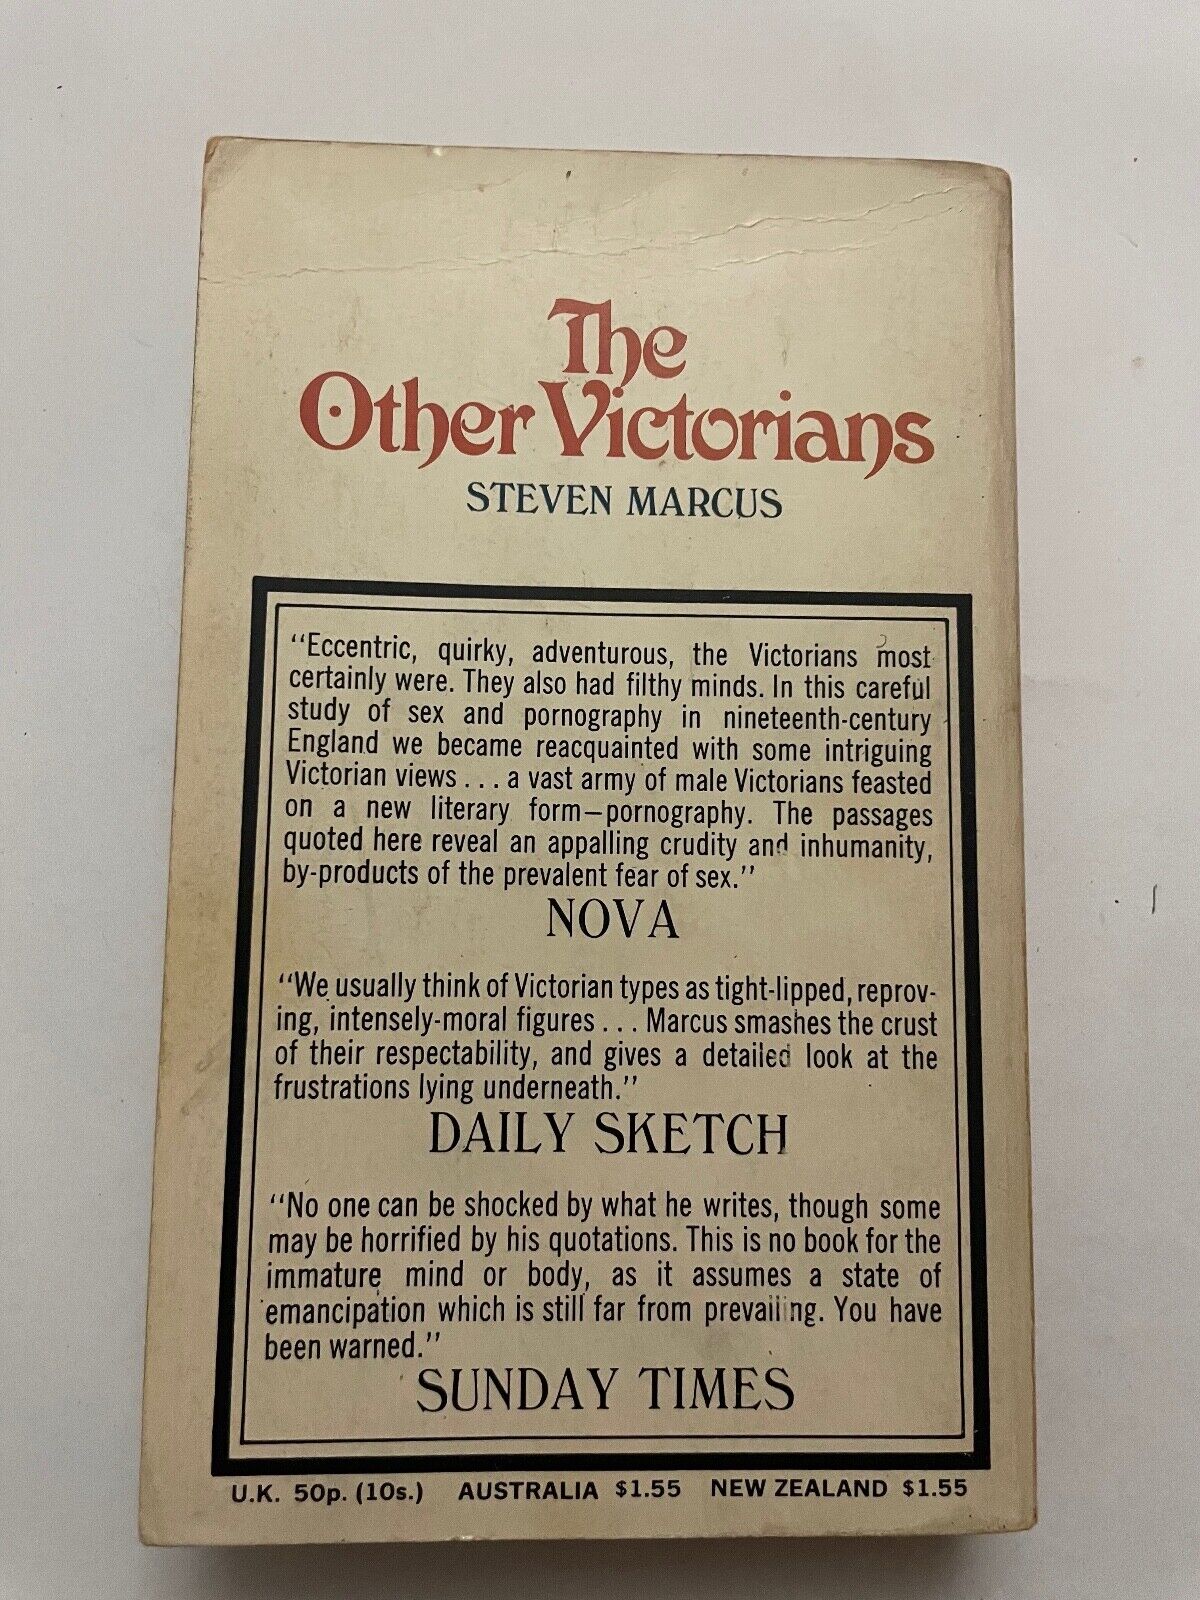 The
Other Victorians
STEVEN MARCUS
"Eccentric, quirky, adventurous, the Victorians most
certainly were. They also had filthy minds. In this careful
study of sex and pornography in nineteenth-century
England we became reacquainted with some intriguing
Victorian views . . . a vast army of male Victorians feasted
on a new literary form—pornography. The passages
quoted here reveal an appalling crudity and inhumanity,
by-products of the prevalent fear of sex."
NOVA
"We usually think of Victorian types as tight-lipped, reprov-
ing, intensely-moral figures . . . Marcus smashes the crust
of their respectability, and gives a detailed look at the
frustrations lying underneath."
DAILY SKETCH
"No one can be shocked by what he writes, though some
may be horrified by his quotations. This is no book for the
immature mind or body, as it assumes a state of
emancipation which is still far from prevailing. You have
been warned."
SUNDAY TIMES
U.K. 50p. (10s.) AUSTRALIA $1.55 NEW ZEALAND $1.55